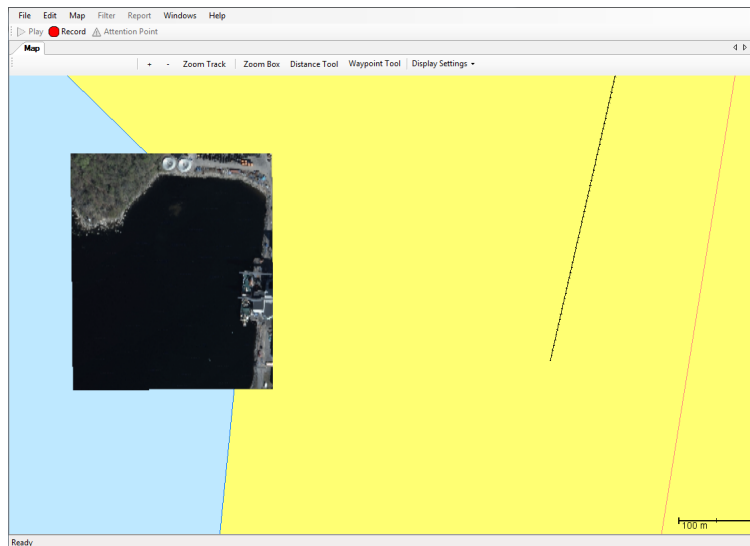 File Edit Map Filter Report Windows Help
Play Record Attention Point
Map
+ - Zoom Track Zoom Box Distance Tool Waypoint Tool Display Settings
100 m
Ready